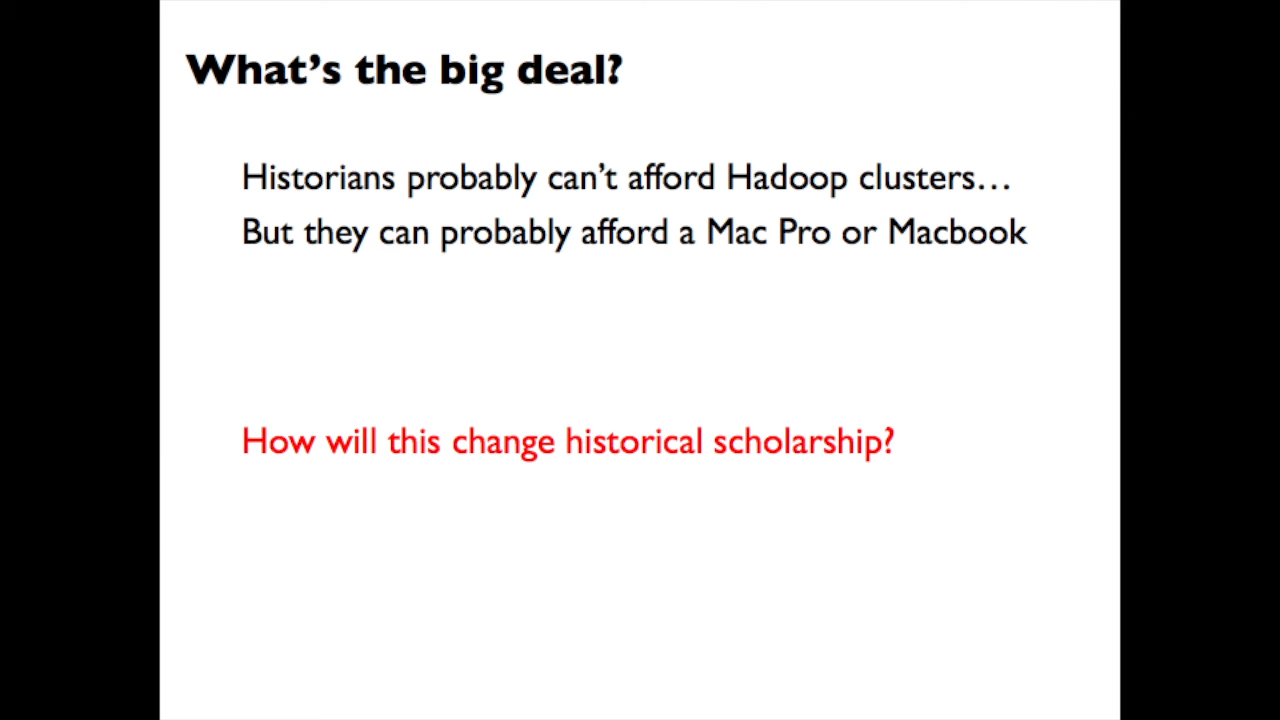 What’s the big deal?
Historians probably can’t afford Hadoop clusters…
But they can probably afford a Mac Pro or Macbook
How will this change historical scholarship?